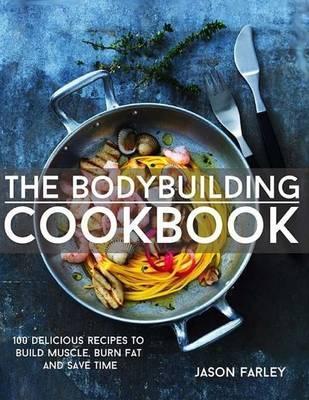 THE BODYBUILDING
COOKBOOK
100 DELICIOUS RECIPES TO
BUILD MUSCLE, BURN FAT
AND SAVE TIME
JASON FARLEY